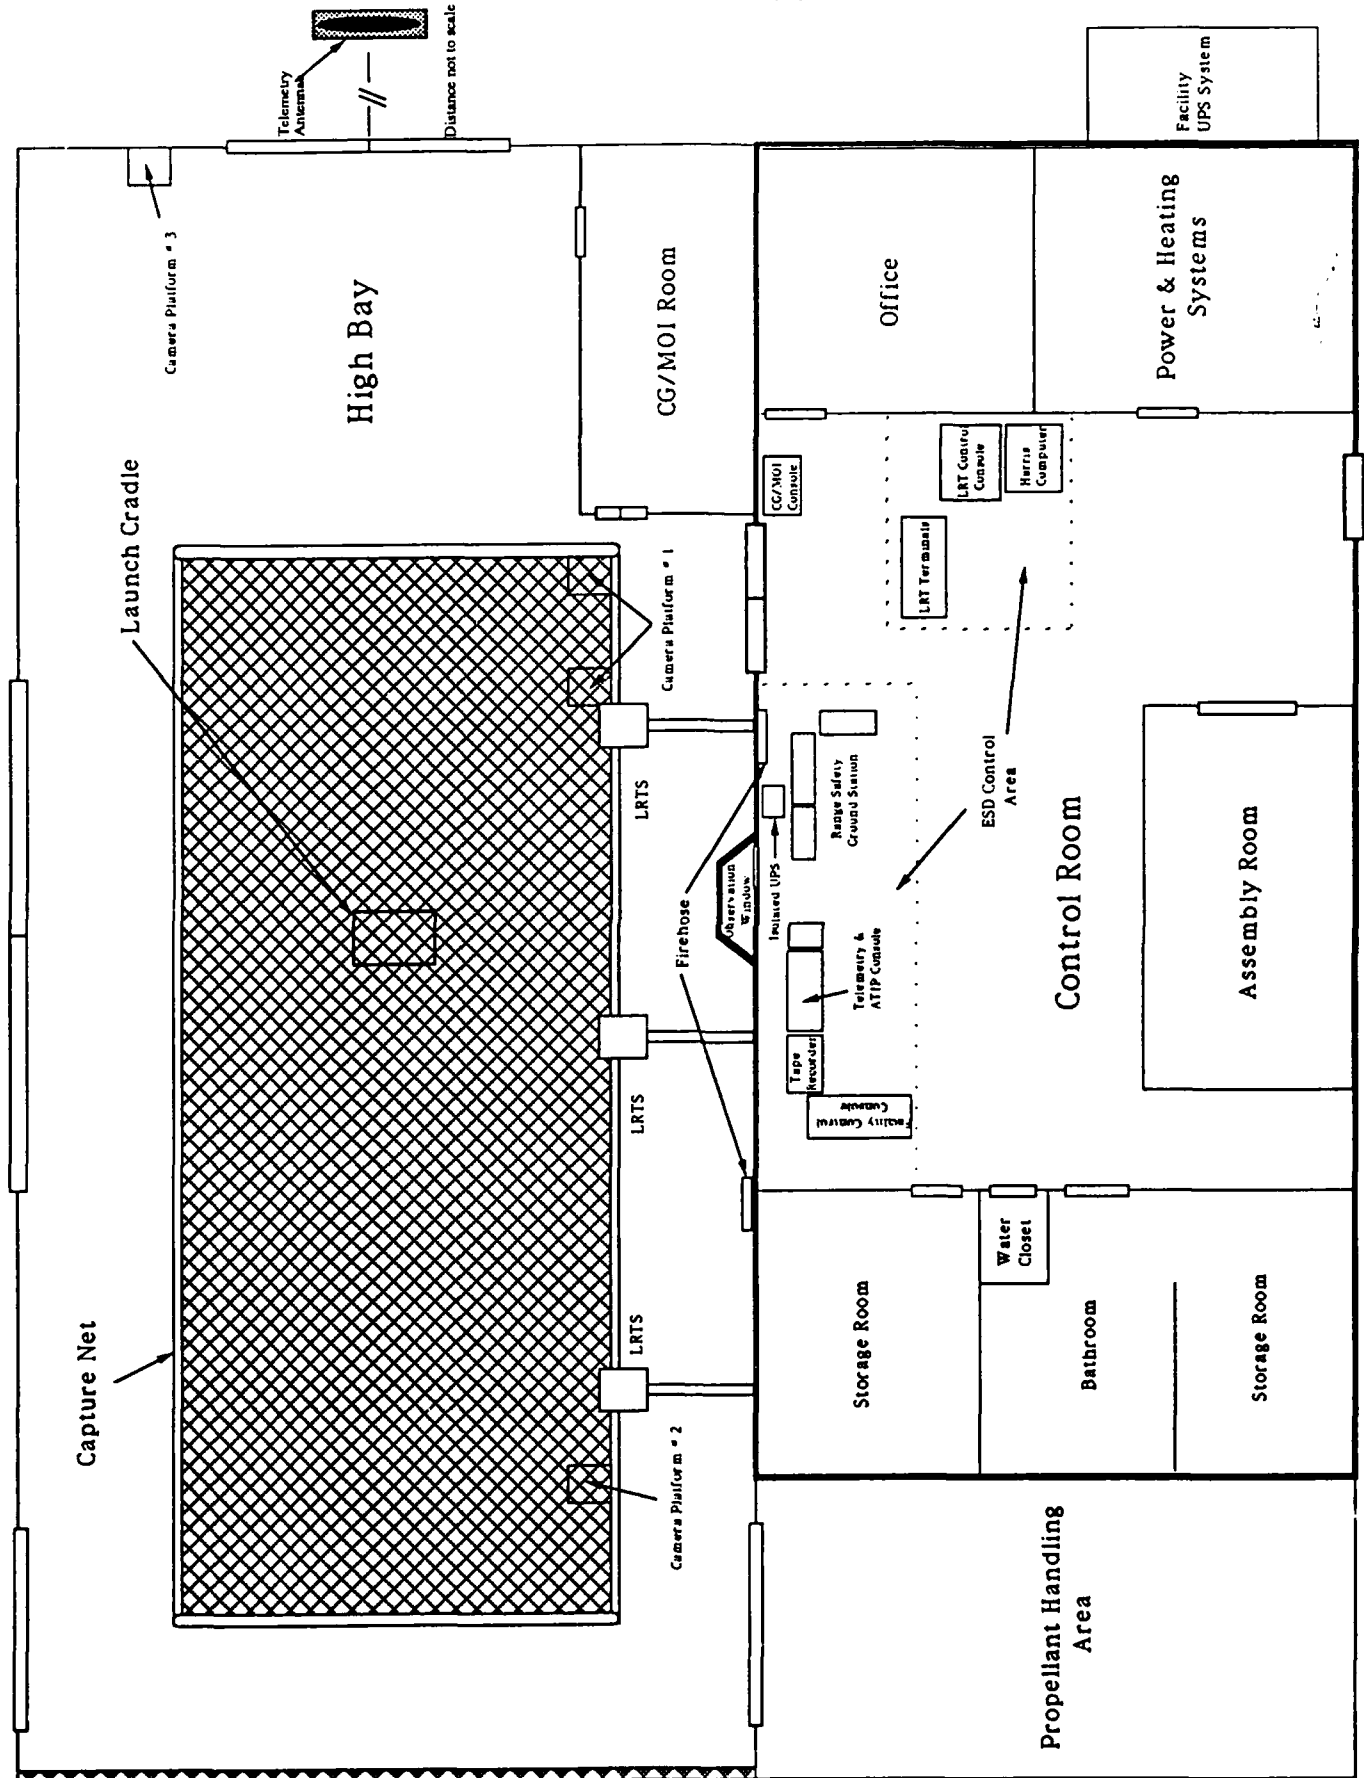 Telemetry
Antennae
Distance not to scale
Camera Platform # 3
High Bay
Launch Cradle
Capture Net
CG/MOI Room
Camera Platform # 1
LRTS
LRTS
LRTS
Camera Platform # 2
Facility
UPS System
Office
Power & Heating
Systems
CG/MOI
Console
LRT Control
Console
Harris
Computer
LRT Terminals
ESD Control
Area
Range Safety
Ground Station
Isolated UPS
Observation
Window
Firehose
Telemetry &
ATIP Console
Tape
Recorder
Facility Control
Console
Control Room
Assembly Room
Storage Room
Water
Closet
Bathroom
Storage Room
Propellant Handling
Area